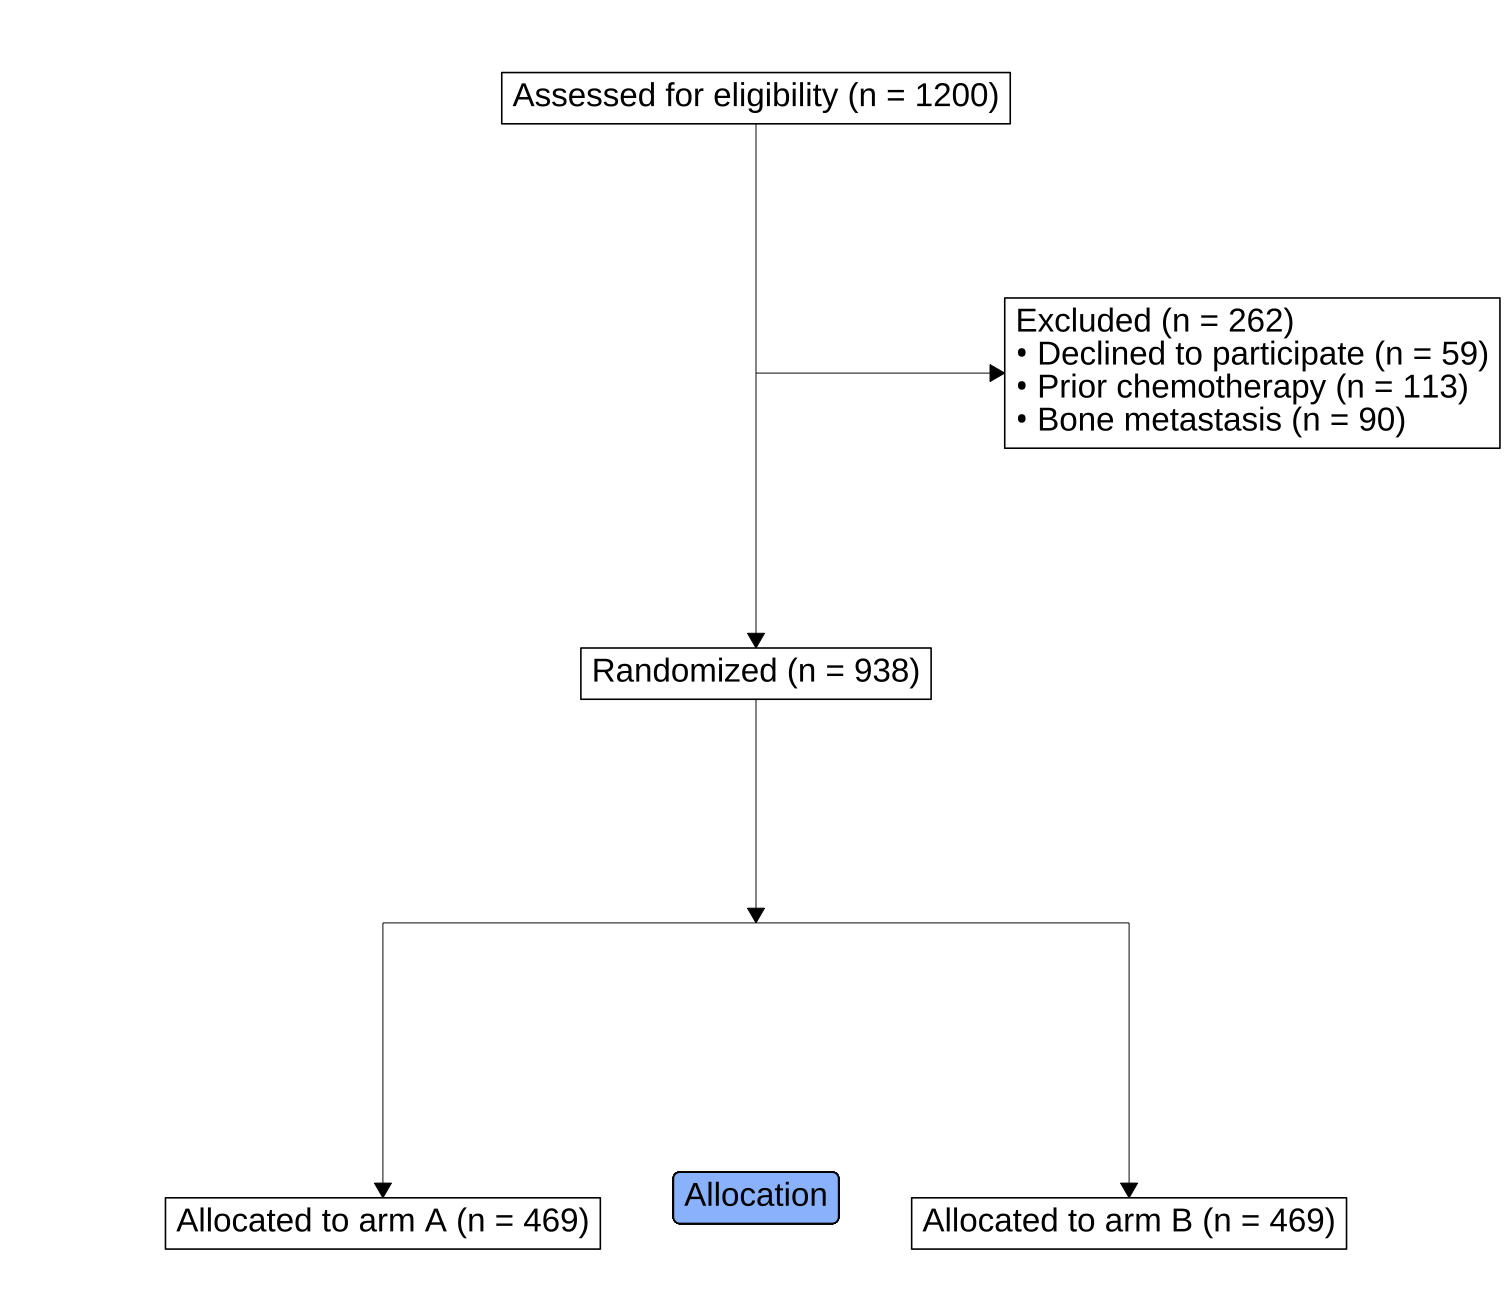 Assessed for eligibility (n = 1200)
Excluded (n = 262)
• Declined to participate (n = 59)
• Prior chemotherapy (n = 113)
• Bone metastasis (n = 90)
Randomized (n = 938)
Allocation
Allocated to arm A (n = 469)
Allocated to arm B (n = 469)